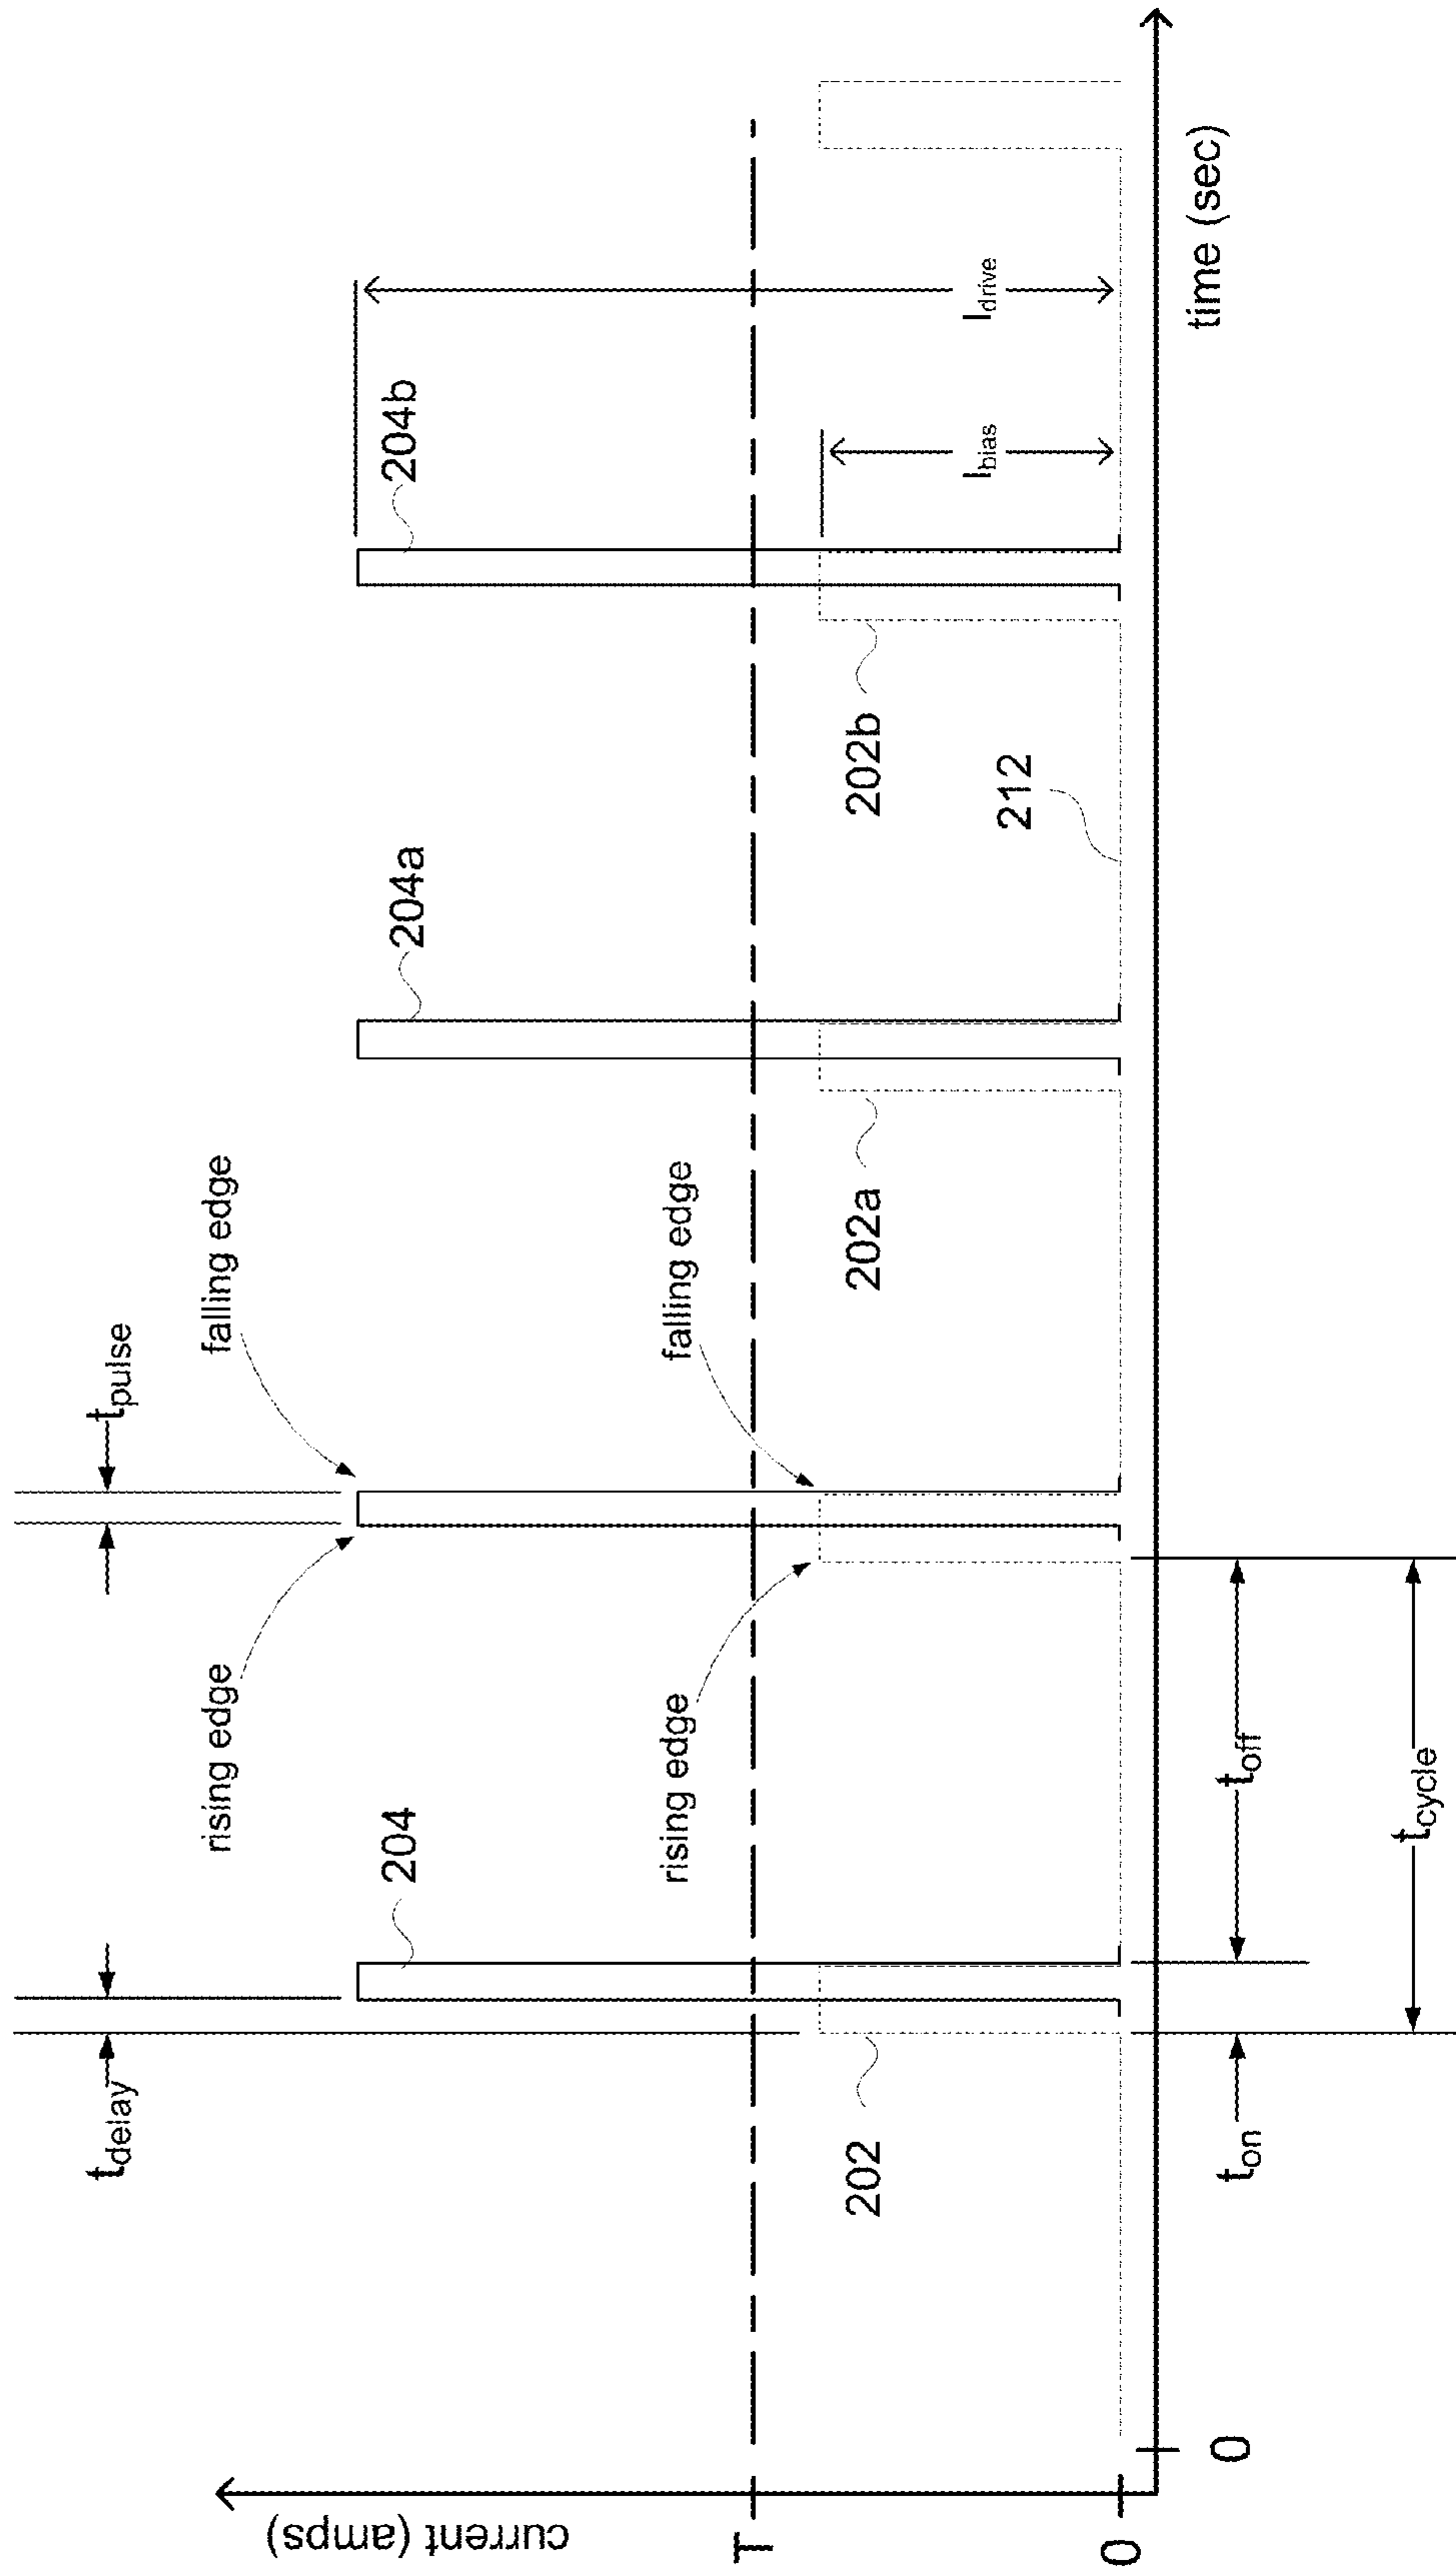 t_delay
t_pulse
rising edge
falling edge
204
204a
204b
current (amps)
T
rising edge
falling edge
202
202a
202b
212
I_bias
I_drive
0
0
time (sec)
t_on
t_off
t_cycle